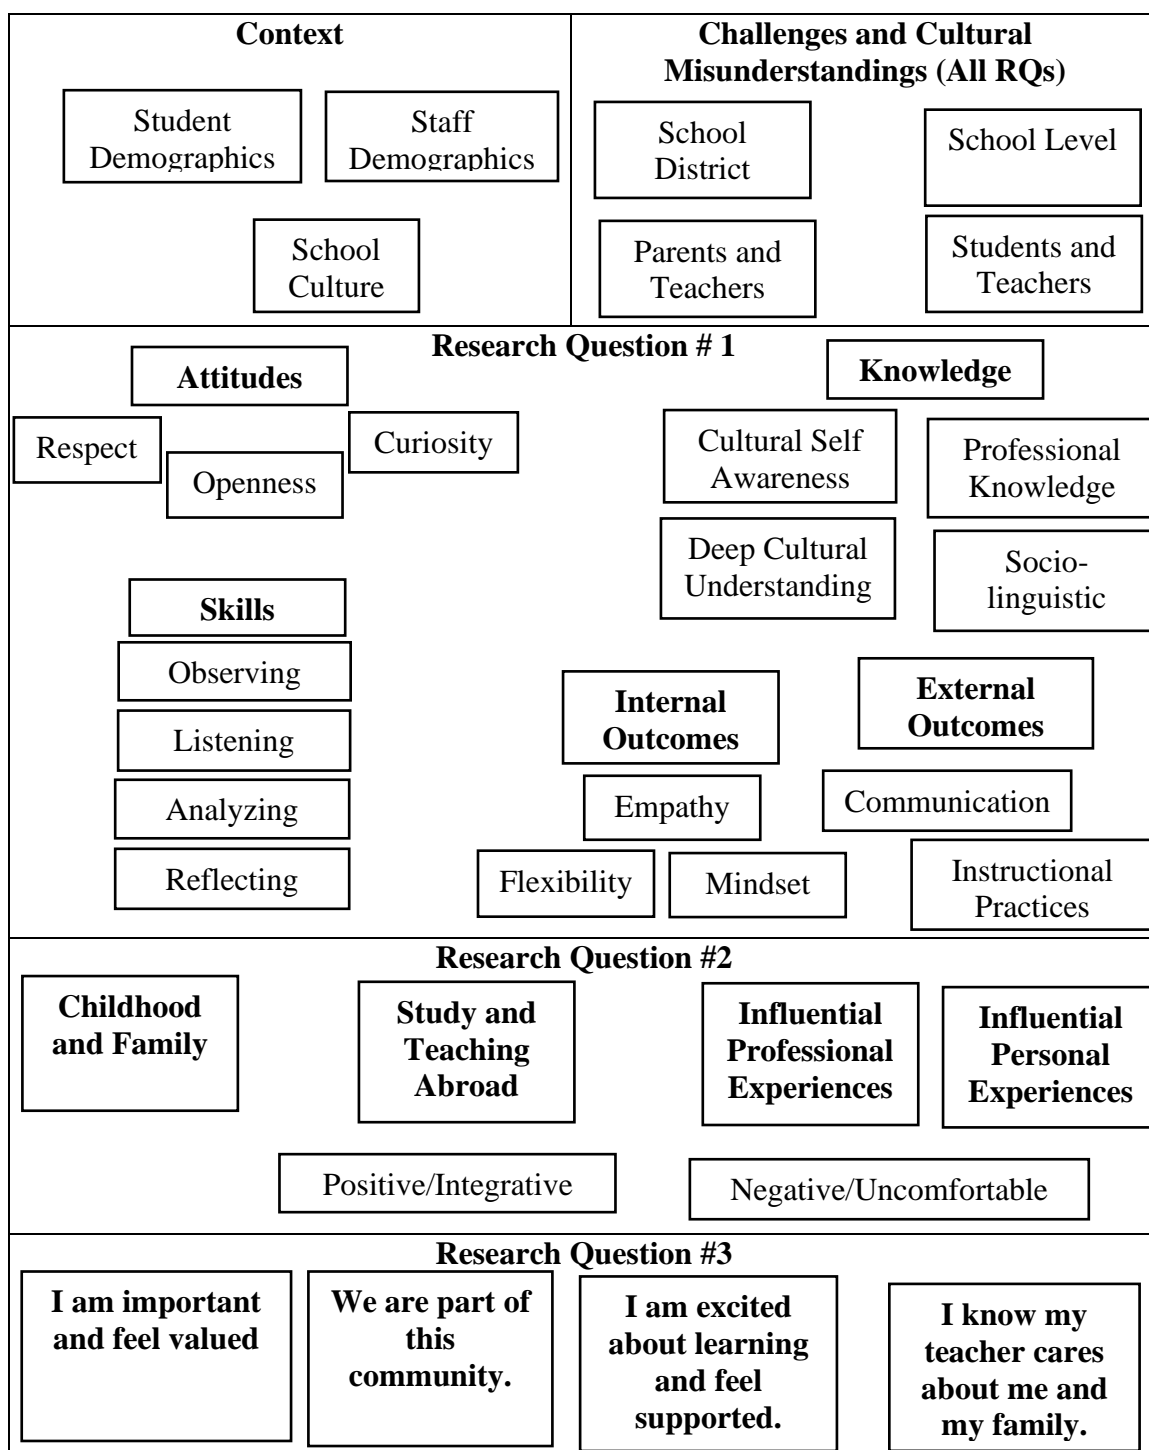 Context
Student
Demographics
Staff
Demographics
School
Culture
Challenges and Cultural
Misunderstandings (All RQs)
School
District
School Level
Parents and
Teachers
Students and
Teachers
Research Question # 1
Attitudes
Respect
Openness
Curiosity
Knowledge
Cultural Self
Awareness
Professional
Knowledge
Deep Cultural
Understanding
Socio-
linguistic
Skills
Observing
Listening
Analyzing
Reflecting
Internal
Outcomes
Empathy
Flexibility
Mindset
External
Outcomes
Communication
Instructional
Practices
Research Question #2
Childhood
and Family
Study and
Teaching
Abroad
Influential
Professional
Experiences
Influential
Personal
Experiences
Positive/Integrative
Negative/Uncomfortable
Research Question #3
I am important
and feel valued
We are part of
this
community.
I am excited
about learning
and feel
supported.
I know my
teacher cares
about me and
my family.